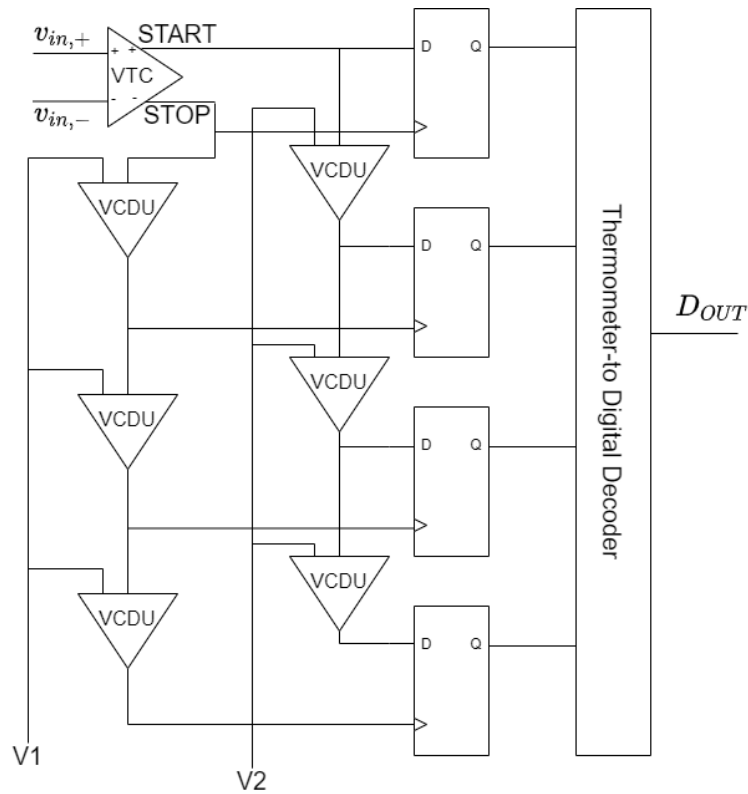 v_{in,+}
START
+ +
VTC
- -
v_{in,-}
STOP
D Q
VCDU
VCDU
D Q
VCDU
VCDU
D Q
VCDU
VCDU
D Q
Thermometer-to Digital Decoder
D_{OUT}
V1
V2